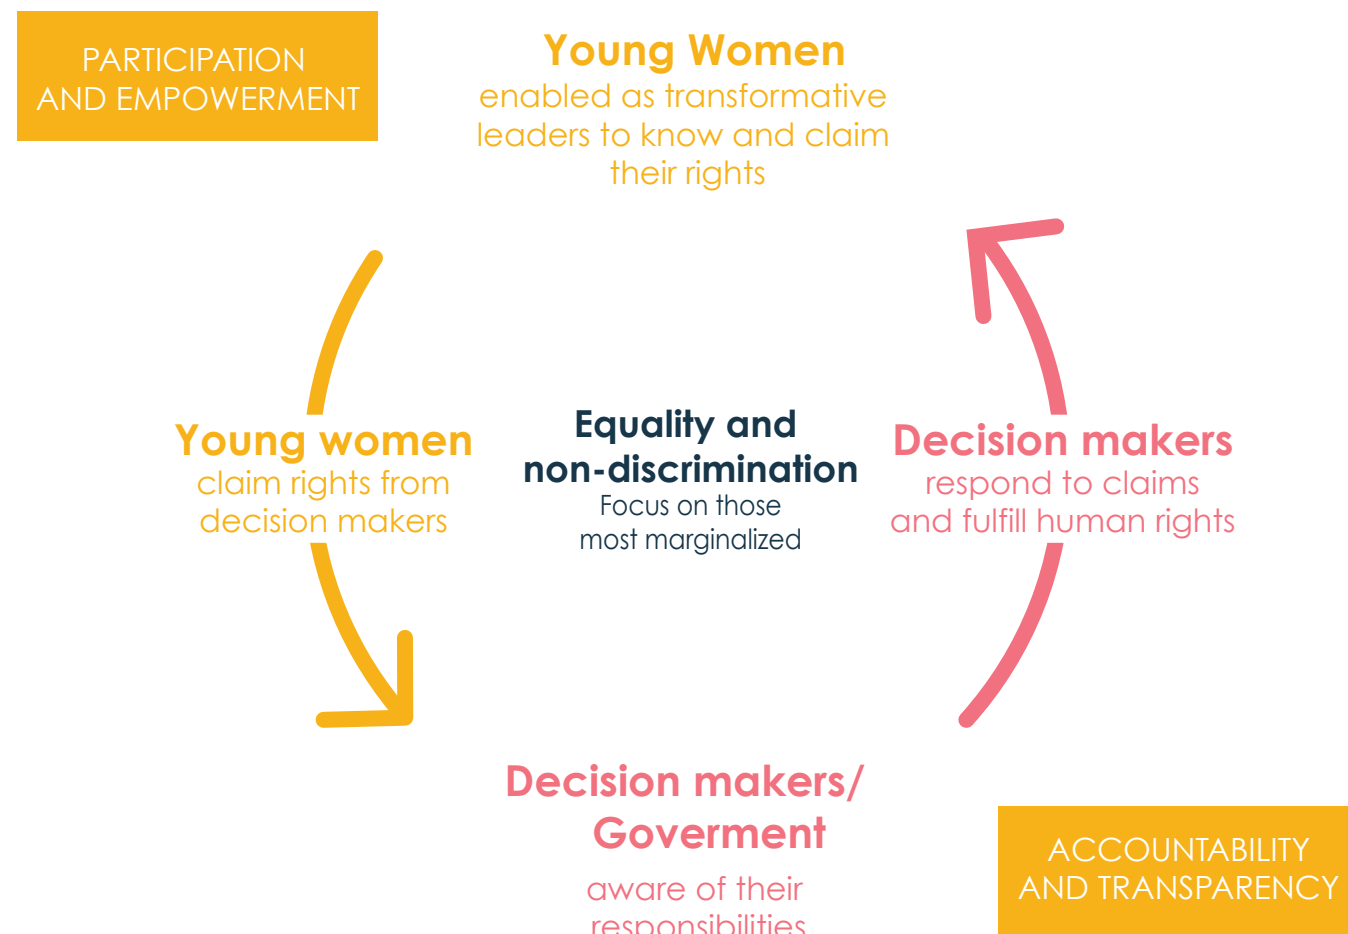 PARTICIPATION
AND EMPOWERMENT
Young Women
enabled as transformative
leaders to know and claim
their rights
Young women
claim rights from
decision makers
Equality and
non-discrimination
Focus on those
most marginalized
Decision makers
respond to claims
and fulfill human rights
Decision makers/
Goverment
aware of their
responsibilities
ACCOUNTABILITY
AND TRANSPARENCY